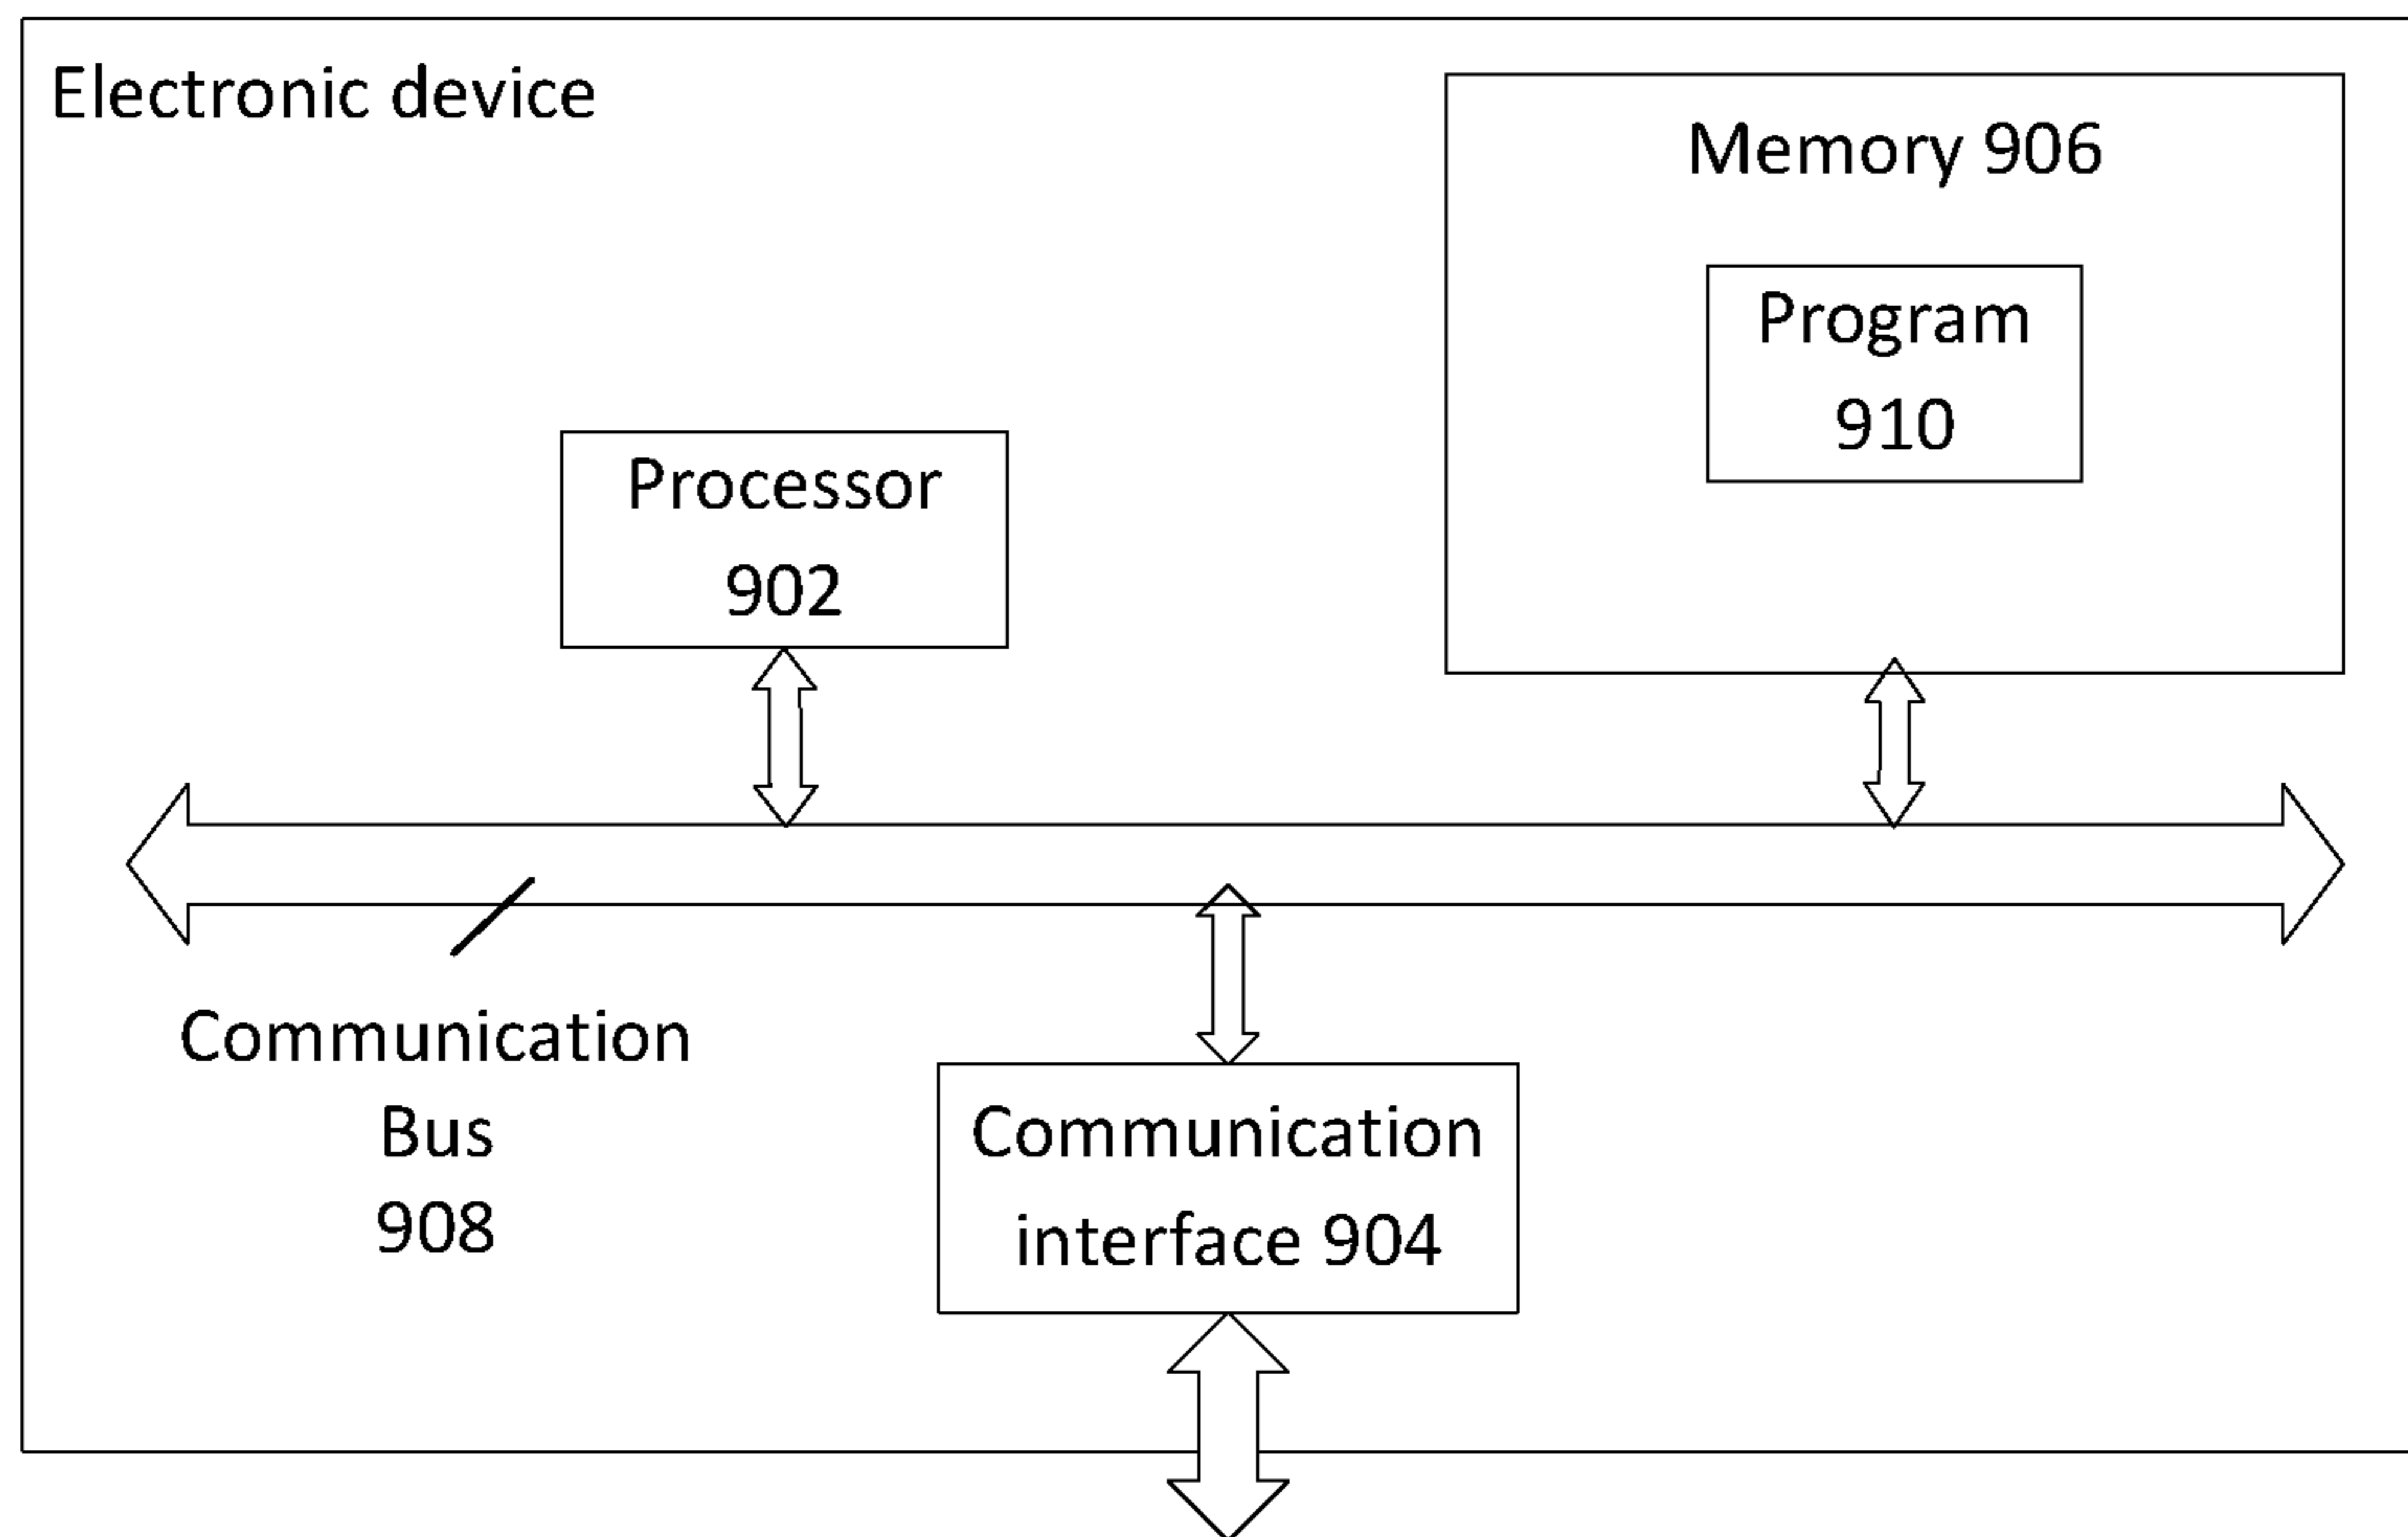 Electronic device
Memory 906
Program
910
Processor
902
Communication
Bus
908
Communication
interface 904